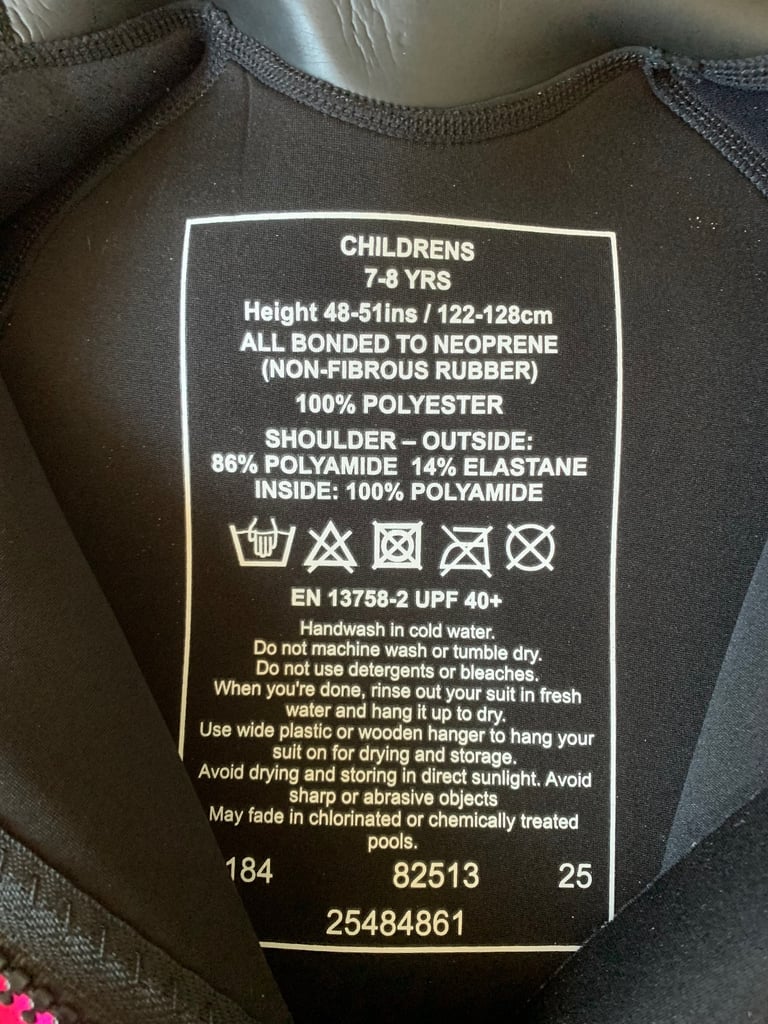 CHILDRENS
7-8 YRS
Height 48-51ins / 122-128cm
ALL BONDED TO NEOPRENE
(NON-FIBROUS RUBBER)
100% POLYESTER
SHOULDER – OUTSIDE:
86% POLYAMIDE 14% ELASTANE
INSIDE: 100% POLYAMIDE
EN 13758-2 UPF 40+
Handwash in cold water.
Do not machine wash or tumble dry.
Do not use detergents or bleaches.
When you're done, rinse out your suit in fresh
water and hang it up to dry.
Use wide plastic or wooden hanger to hang your
suit on for drying and storage.
Avoid drying and storing in direct sunlight. Avoid
sharp or abrasive objects
May fade in chlorinated or chemically treated
pools.
184 82513 25
25484861